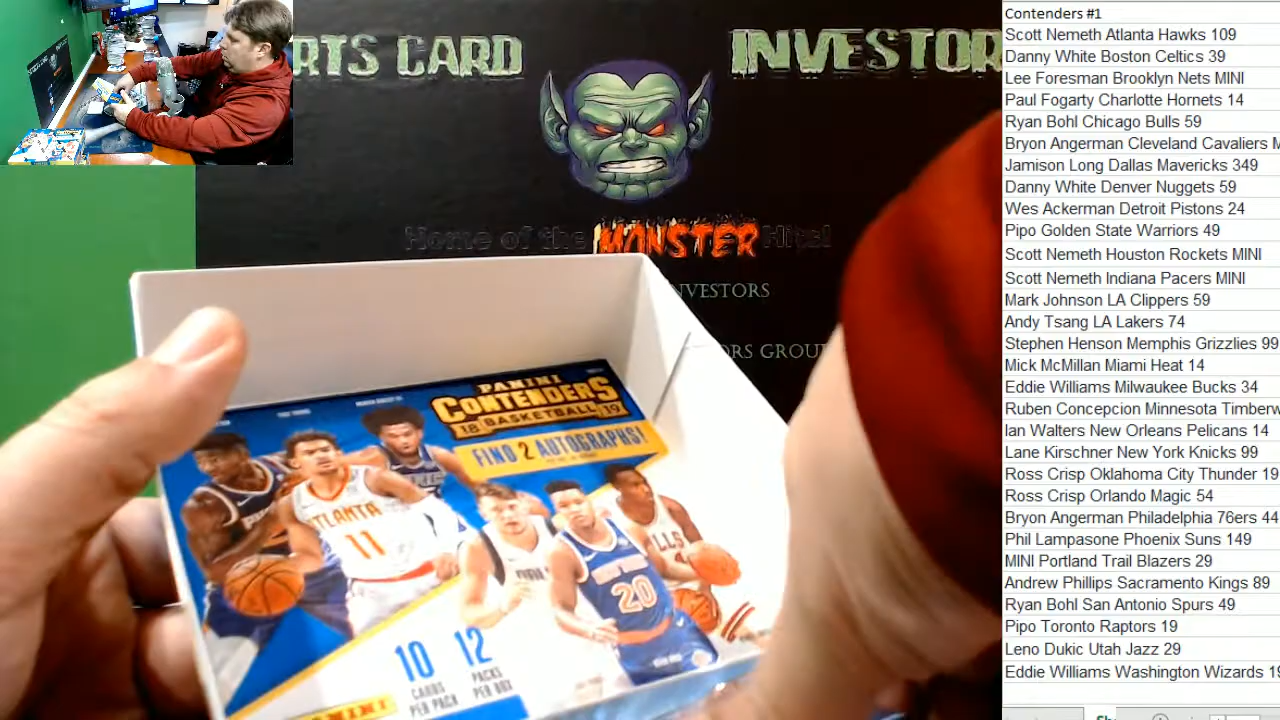 RTS CARD INVESTOR
Home of the MONSTER Hits!
NVESTORS
ORS GROUP
PANINI
CONTENDERS
18 BASKETBALL 19
FIND 2 AUTOGRAPHS!
ATLANTA
11
20
10 CARDS PER PACK
12 PACKS PER BOX
PANINI
Contenders #1
Scott Nemeth Atlanta Hawks 109
Danny White Boston Celtics 39
Lee Foresman Brooklyn Nets MINI
Paul Fogarty Charlotte Hornets 14
Ryan Bohl Chicago Bulls 59
Bryon Angerman Cleveland Cavaliers M
Jamison Long Dallas Mavericks 349
Danny White Denver Nuggets 59
Wes Ackerman Detroit Pistons 24
Pipo Golden State Warriors 49
Scott Nemeth Houston Rockets MINI
Scott Nemeth Indiana Pacers MINI
Mark Johnson LA Clippers 59
Andy Tsang LA Lakers 74
Stephen Henson Memphis Grizzlies 99
Mick McMillan Miami Heat 14
Eddie Williams Milwaukee Bucks 34
Ruben Concepcion Minnesota Timberv
Ian Walters New Orleans Pelicans 14
Lane Kirschner New York Knicks 99
Ross Crisp Oklahoma City Thunder 19
Ross Crisp Orlando Magic 54
Bryon Angerman Philadelphia 76ers 44
Phil Lampasone Phoenix Suns 149
MINI Portland Trail Blazers 29
Andrew Phillips Sacramento Kings 89
Ryan Bohl San Antonio Spurs 49
Pipo Toronto Raptors 19
Leno Dukic Utah Jazz 29
Eddie Williams Washington Wizards 19